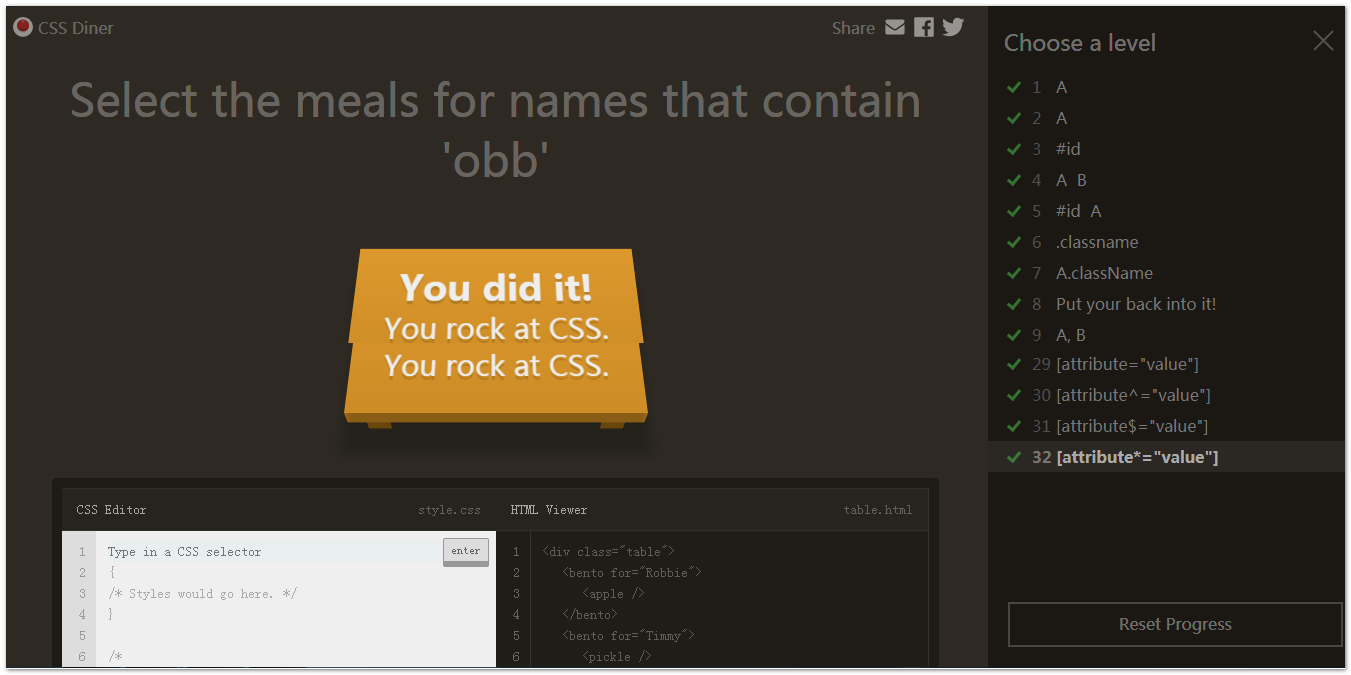 CSS Diner
Share
Select the meals for names that contain
'obb'
You did it!
You rock at CSS.
You rock at CSS.
CSS Editor style.css
1 Type in a CSS selector enter
2 {
3 /* Styles would go here. */
4 }
5
6 /*
HTML Viewer table.html
1 <div class="table">
2 <bento for="Robbie">
3 <apple />
4 </bento>
5 <bento for="Timmy">
6 <pickle />
Choose a level
1 A
2 A
3 #id
4 A B
5 #id A
6 .classname
7 A.className
8 Put your back into it!
9 A, B
29 [attribute="value"]
30 [attribute^="value"]
31 [attribute$="value"]
32 [attribute*="value"]
Reset Progress